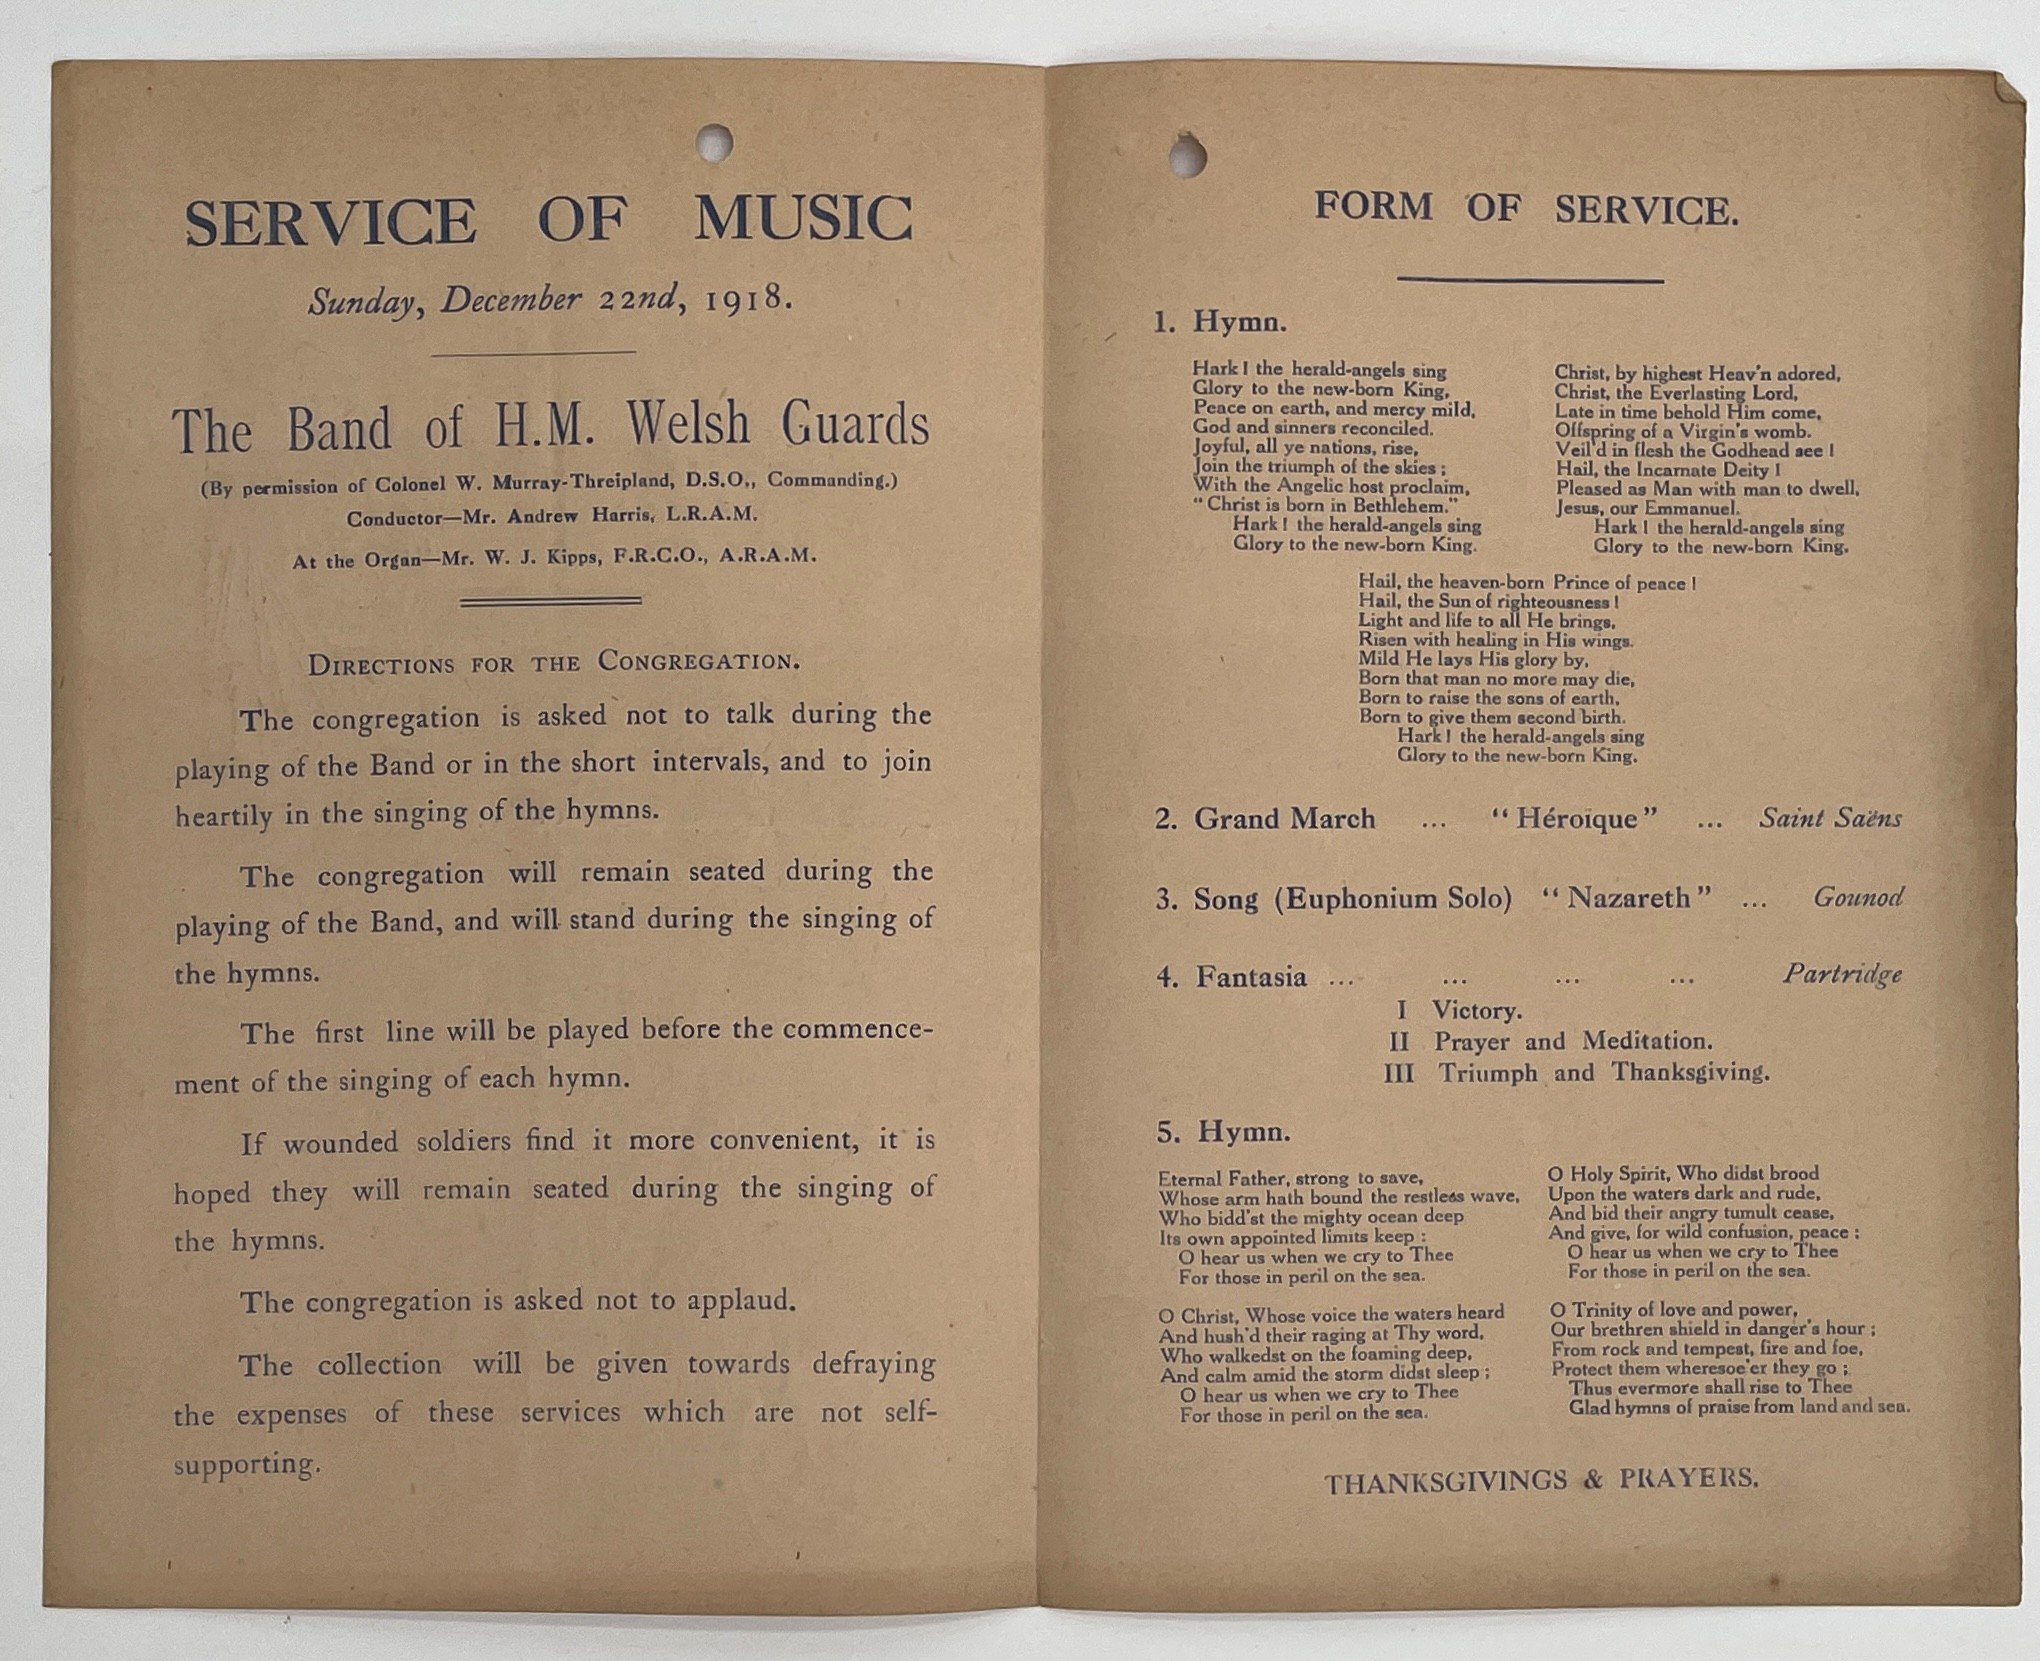 SERVICE OF MUSIC
Sunday, December 22nd, 1918.
The Band of H.M. Welsh Guards
(By permission of Colonel W. Murray-Threipland, D.S.O., Commanding.)
Conductor—Mr. Andrew Harris, L.R.A.M.
At the Organ—Mr. W. J. Kipps, F.R.C.O., A.R.A.M.
DIRECTIONS FOR THE CONGREGATION.
The congregation is asked not to talk during the
playing of the Band or in the short intervals, and to join
heartily in the singing of the hymns.
The congregation will remain seated during the
playing of the Band, and will stand during the singing of
the hymns.
The first line will be played before the commence-
ment of the singing of each hymn.
If wounded soldiers find it more convenient, it is
hoped they will remain seated during the singing of
the hymns.
The congregation is asked not to applaud.
The collection will be given towards defraying
the expenses of these services which are not self-
supporting.
FORM OF SERVICE.
1. Hymn.
Hark! the herald-angels sing
Glory to the new-born King,
Peace on earth, and mercy mild,
God and sinners reconciled.
Joyful, all ye nations, rise,
Join the triumph of the skies;
With the Angelic host proclaim,
"Christ is born in Bethlehem."
Hark! the herald-angels sing
Glory to the new-born King.
Christ, by highest Heav'n adored,
Christ, the Everlasting Lord,
Late in time behold Him come,
Offspring of a Virgin's womb.
Veil'd in flesh the Godhead see!
Hail, the Incarnate Deity!
Pleased as Man with man to dwell,
Jesus, our Emmanuel.
Hark! the herald-angels sing
Glory to the new-born King.
Hail, the heaven-born Prince of peace!
Hail, the Sun of righteousness!
Light and life to all He brings,
Risen with healing in His wings.
Mild He lays His glory by,
Born that man no more may die,
Born to raise the sons of earth,
Born to give them second birth.
Hark! the herald-angels sing
Glory to the new-born King.
2. Grand March ... "Héroïque" ... Saint Saëns
3. Song (Euphonium Solo) "Nazareth" ... Gounod
4. Fantasia ... ... ... ... Partridge
I Victory.
II Prayer and Meditation.
III Triumph and Thanksgiving.
5. Hymn.
Eternal Father, strong to save,
Whose arm hath bound the restless wave,
Who bidd'st the mighty ocean deep
Its own appointed limits keep:
O hear us when we cry to Thee
For those in peril on the sea.
O Christ, Whose voice the waters heard
And hush'd their raging at Thy word,
Who walkedst on the foaming deep,
And calm amid the storm didst sleep;
O hear us when we cry to Thee
For those in peril on the sea.
O Holy Spirit, Who didst brood
Upon the waters dark and rude,
And bid their angry tumult cease,
And give, for wild confusion, peace:
O hear us when we cry to Thee
For those in peril on the sea.
O Trinity of love and power,
Our brethren shield in danger's hour;
From rock and tempest, fire and foe,
Protect them wheresoe'er they go;
Thus evermore shall rise to Thee
Glad hymns of praise from land and sea.
THANKSGIVINGS & PRAYERS.